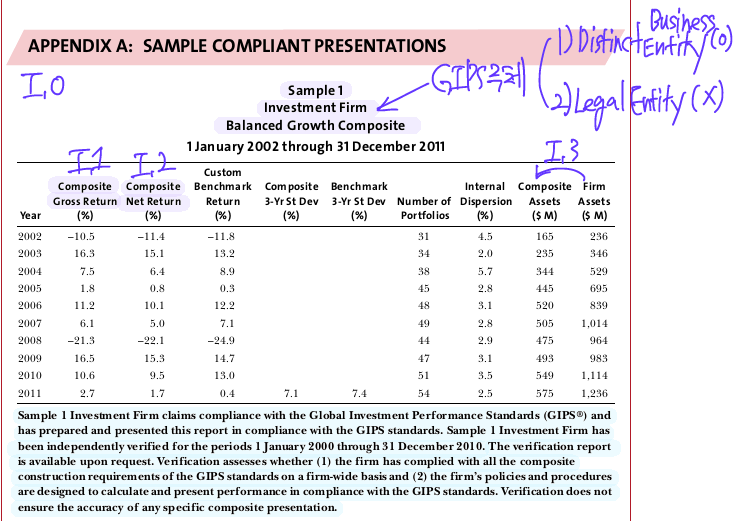 Business
1) Distinct Entity (O)
APPENDIX A: SAMPLE COMPLIANT PRESENTATIONS
GIPS
2) Legal Entity (X)
I,0
Sample 1
Investment Firm
Balanced Growth Composite
1 January 2002 through 31 December 2011
I,1 I,2 I,3
Custom
Composite Composite Benchmark Composite Benchmark Internal Composite Firm
Gross Return Net Return Return 3-Yr St Dev 3-Yr St Dev Number of Dispersion Assets Assets
Year (%) (%) (%) (%) (%) Portfolios (%) ($ M) ($ M)
2002 –10.5 –11.4 –11.8 31 4.5 165 236
2003 16.3 15.1 13.2 34 2.0 235 346
2004 7.5 6.4 8.9 38 5.7 344 529
2005 1.8 0.8 0.3 45 2.8 445 695
2006 11.2 10.1 12.2 48 3.1 520 839
2007 6.1 5.0 7.1 49 2.8 505 1,014
2008 –21.3 –22.1 –24.9 44 2.9 475 964
2009 16.5 15.3 14.7 47 3.1 493 983
2010 10.6 9.5 13.0 51 3.5 549 1,114
2011 2.7 1.7 0.4 7.1 7.4 54 2.5 575 1,236
Sample 1 Investment Firm claims compliance with the Global Investment Performance Standards (GIPS®) and
has prepared and presented this report in compliance with the GIPS standards. Sample 1 Investment Firm has
been independently verified for the periods 1 January 2000 through 31 December 2010. The verification report
is available upon request. Verification assesses whether (1) the firm has complied with all the composite
construction requirements of the GIPS standards on a firm-wide basis and (2) the firm's policies and procedures
are designed to calculate and present performance in compliance with the GIPS standards. Verification does not
ensure the accuracy of any specific composite presentation.